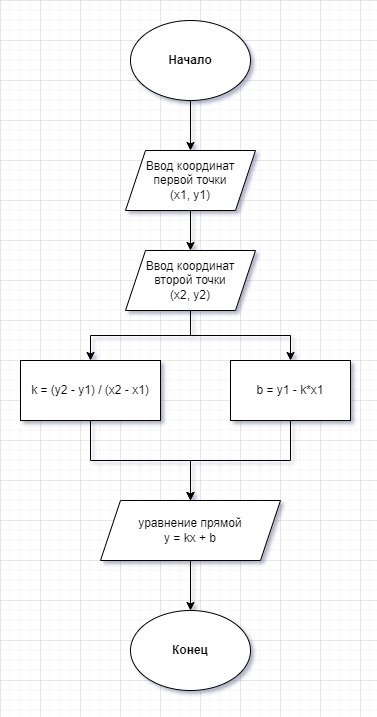 Начало
Ввод координат
первой точки
(x1, y1)
Ввод координат
второй точки
(x2, y2)
k = (y2 - y1) / (x2 - x1)
b = y1 - k*x1
уравнение прямой
y = kx + b
Конец